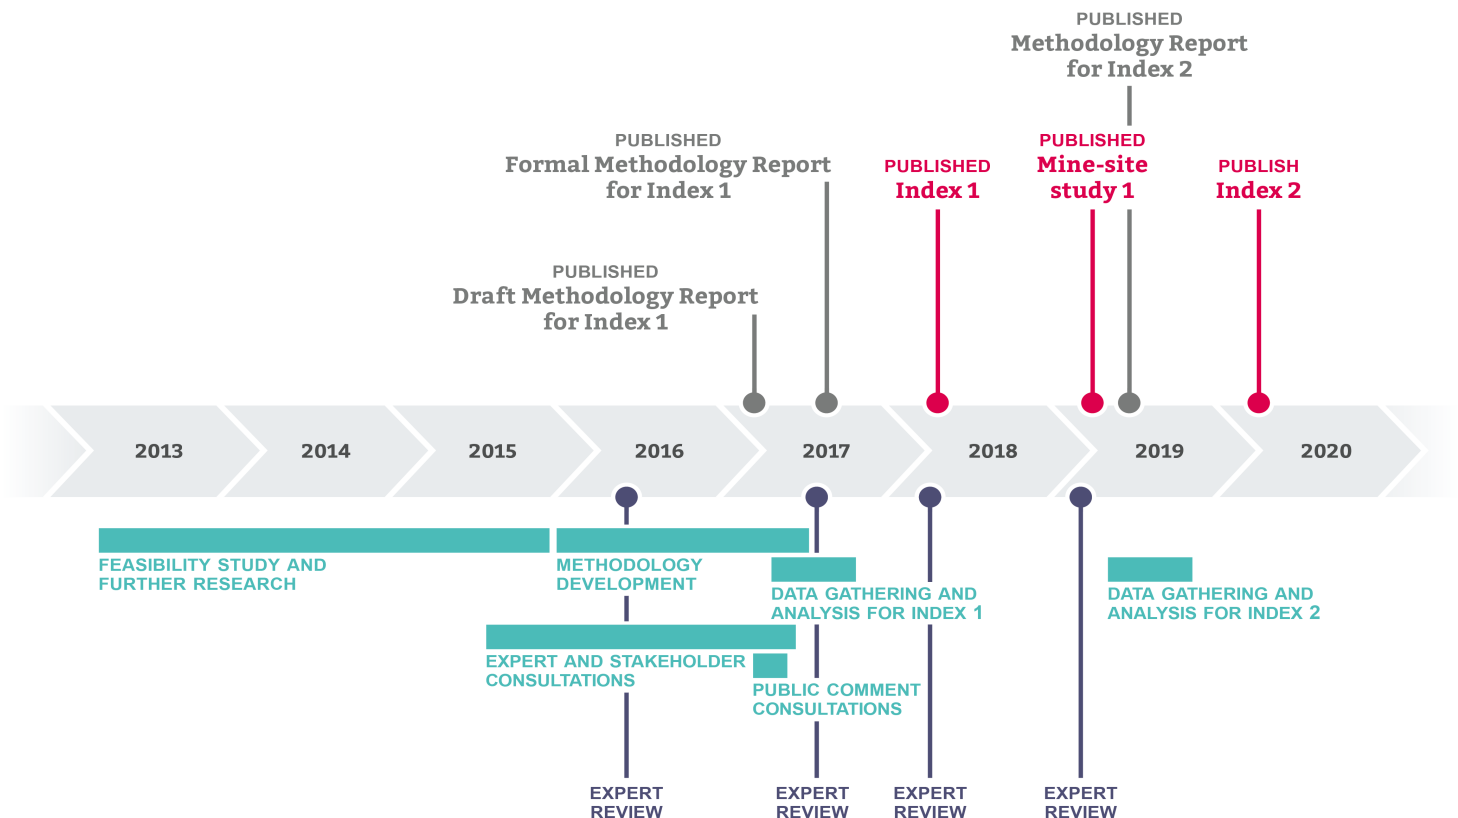 PUBLISHED
Methodology Report
for Index 2
PUBLISHED
Formal Methodology Report
for Index 1
PUBLISHED
Index 1
PUBLISHED
Mine-site
study 1
PUBLISH
Index 2
PUBLISHED
Draft Methodology Report
for Index 1
2013
2014
2015
2016
2017
2018
2019
2020
FEASIBILITY STUDY AND
FURTHER RESEARCH
METHODOLOGY
DEVELOPMENT
DATA GATHERING AND
ANALYSIS FOR INDEX 1
DATA GATHERING AND
ANALYSIS FOR INDEX 2
EXPERT AND STAKEHOLDER
CONSULTATIONS
PUBLIC COMMENT
CONSULTATIONS
EXPERT
REVIEW
EXPERT
REVIEW
EXPERT
REVIEW
EXPERT
REVIEW